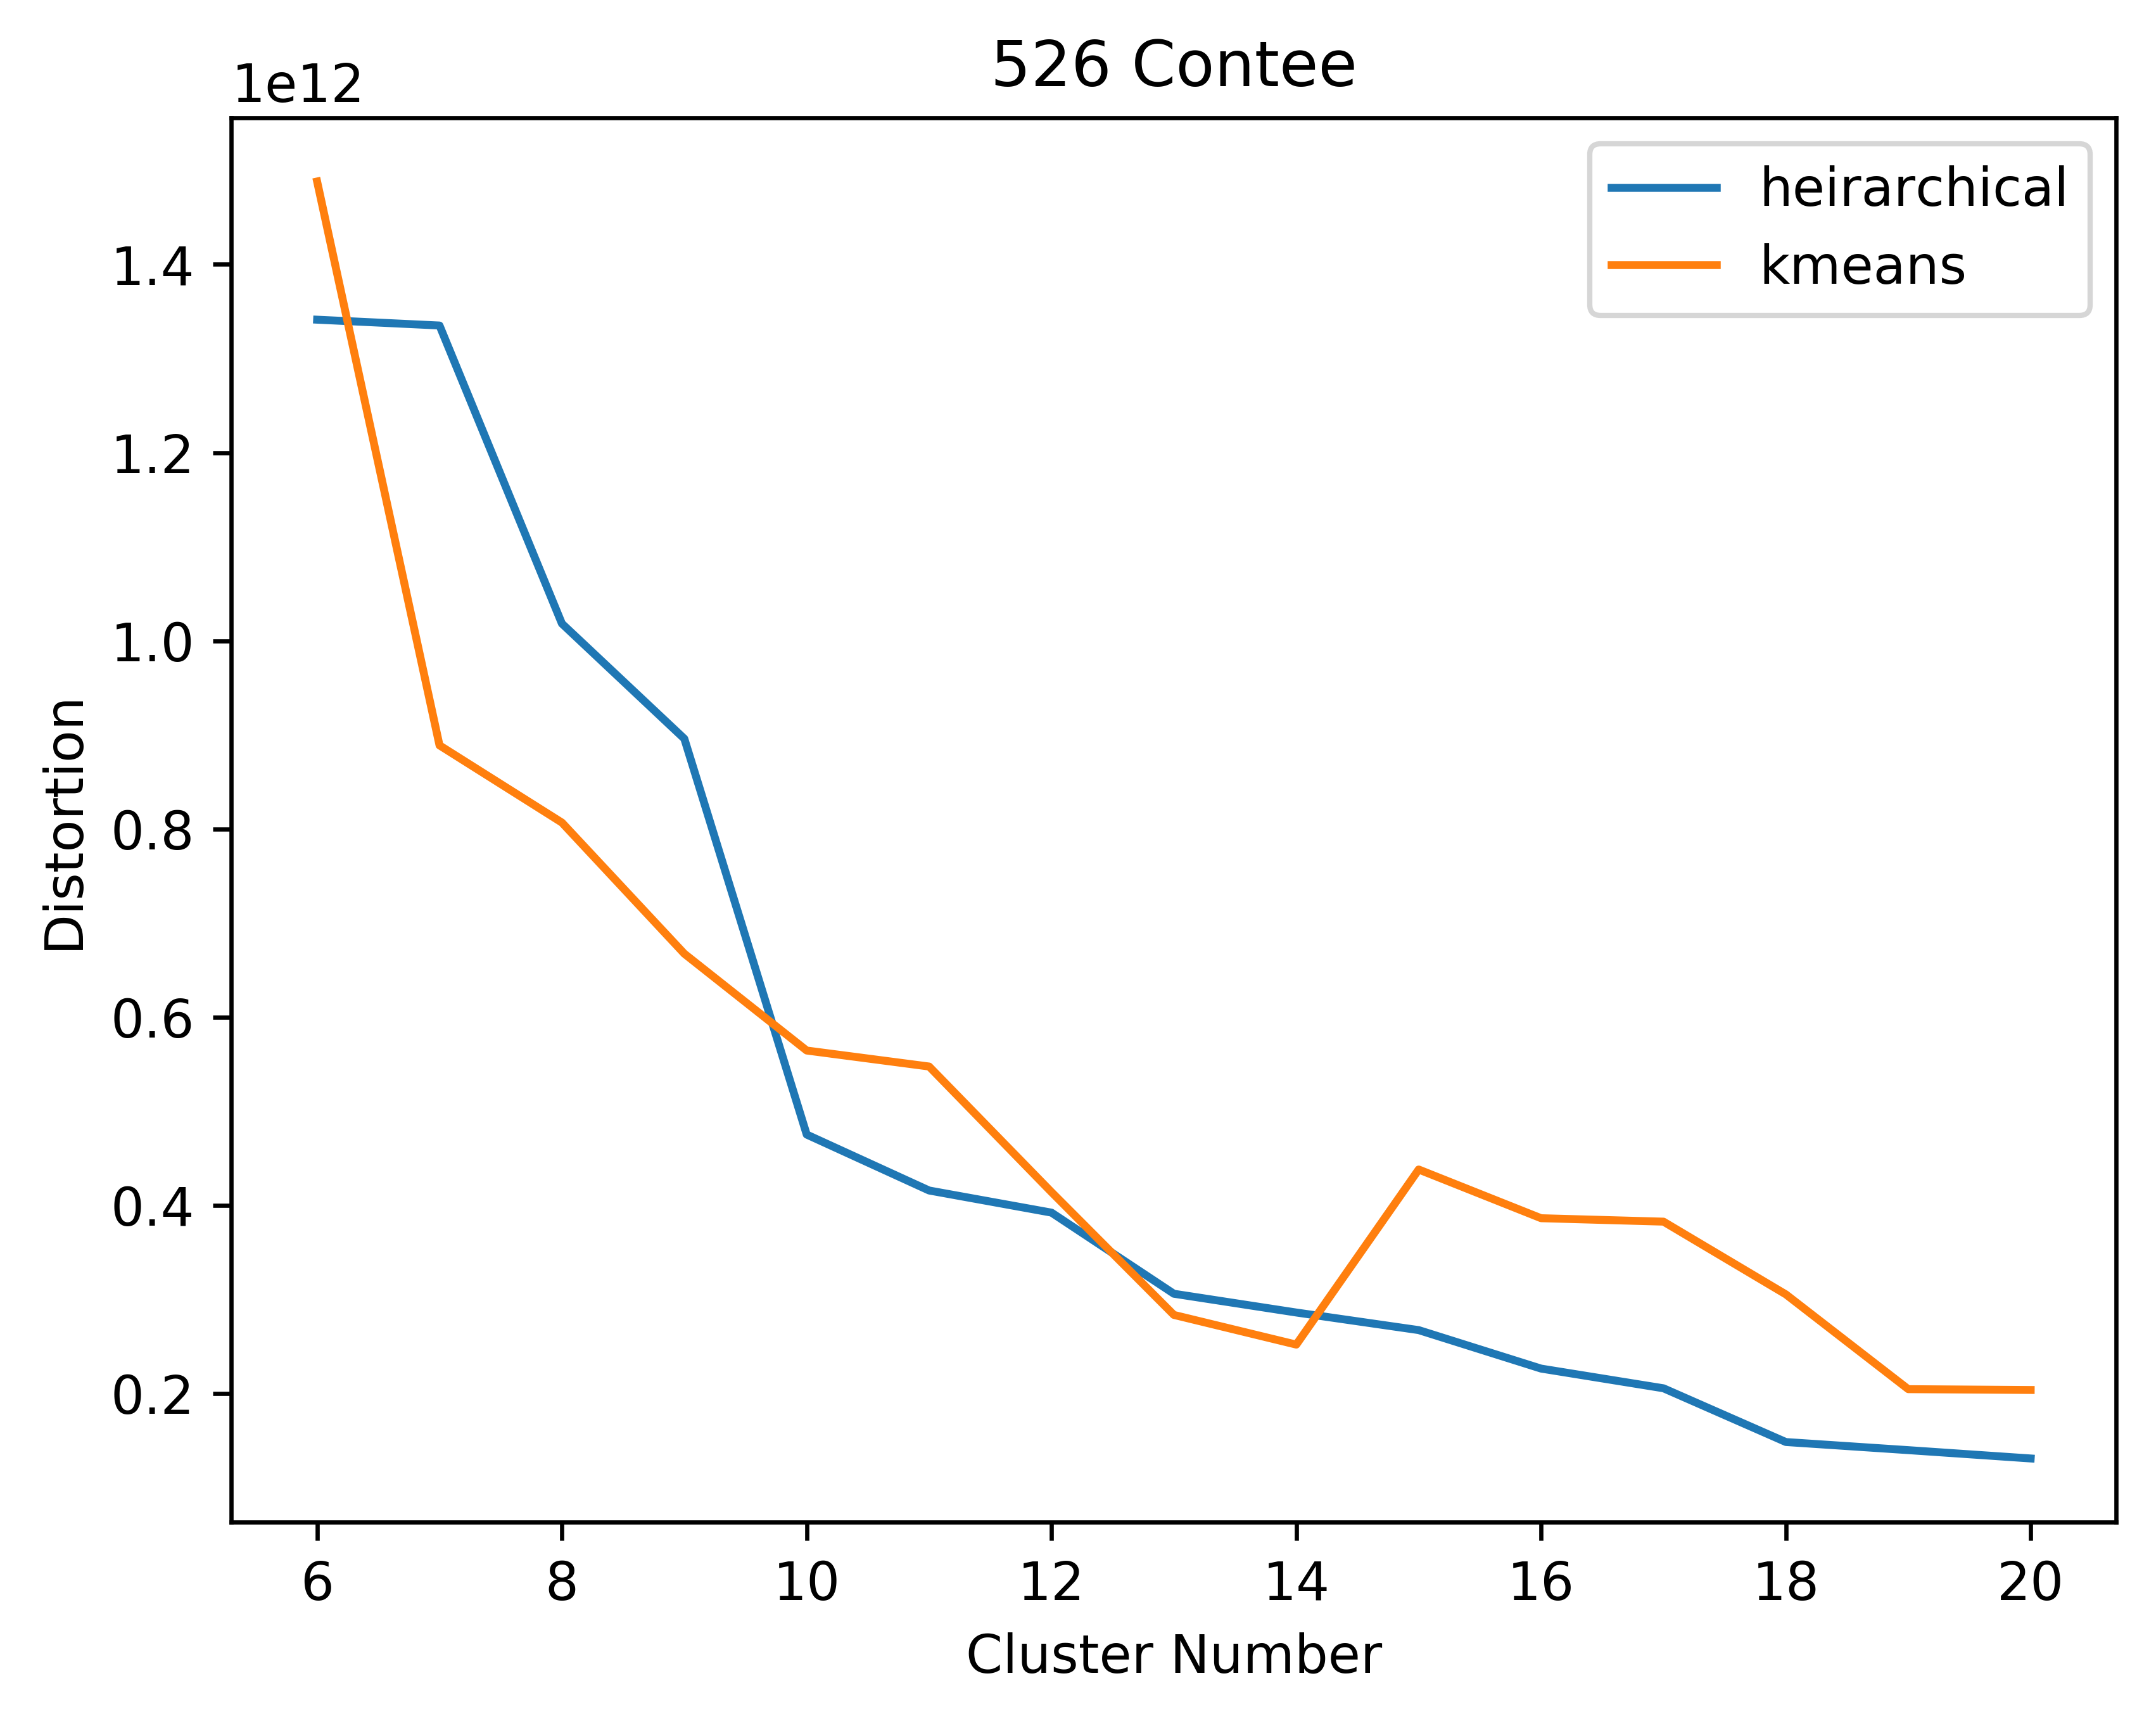 526 Contee
1e12
heirarchical
kmeans
1.4
1.2
1.0
0.8
0.6
0.4
0.2
Distortion
6 8 10 12 14 16 18 20
Cluster Number